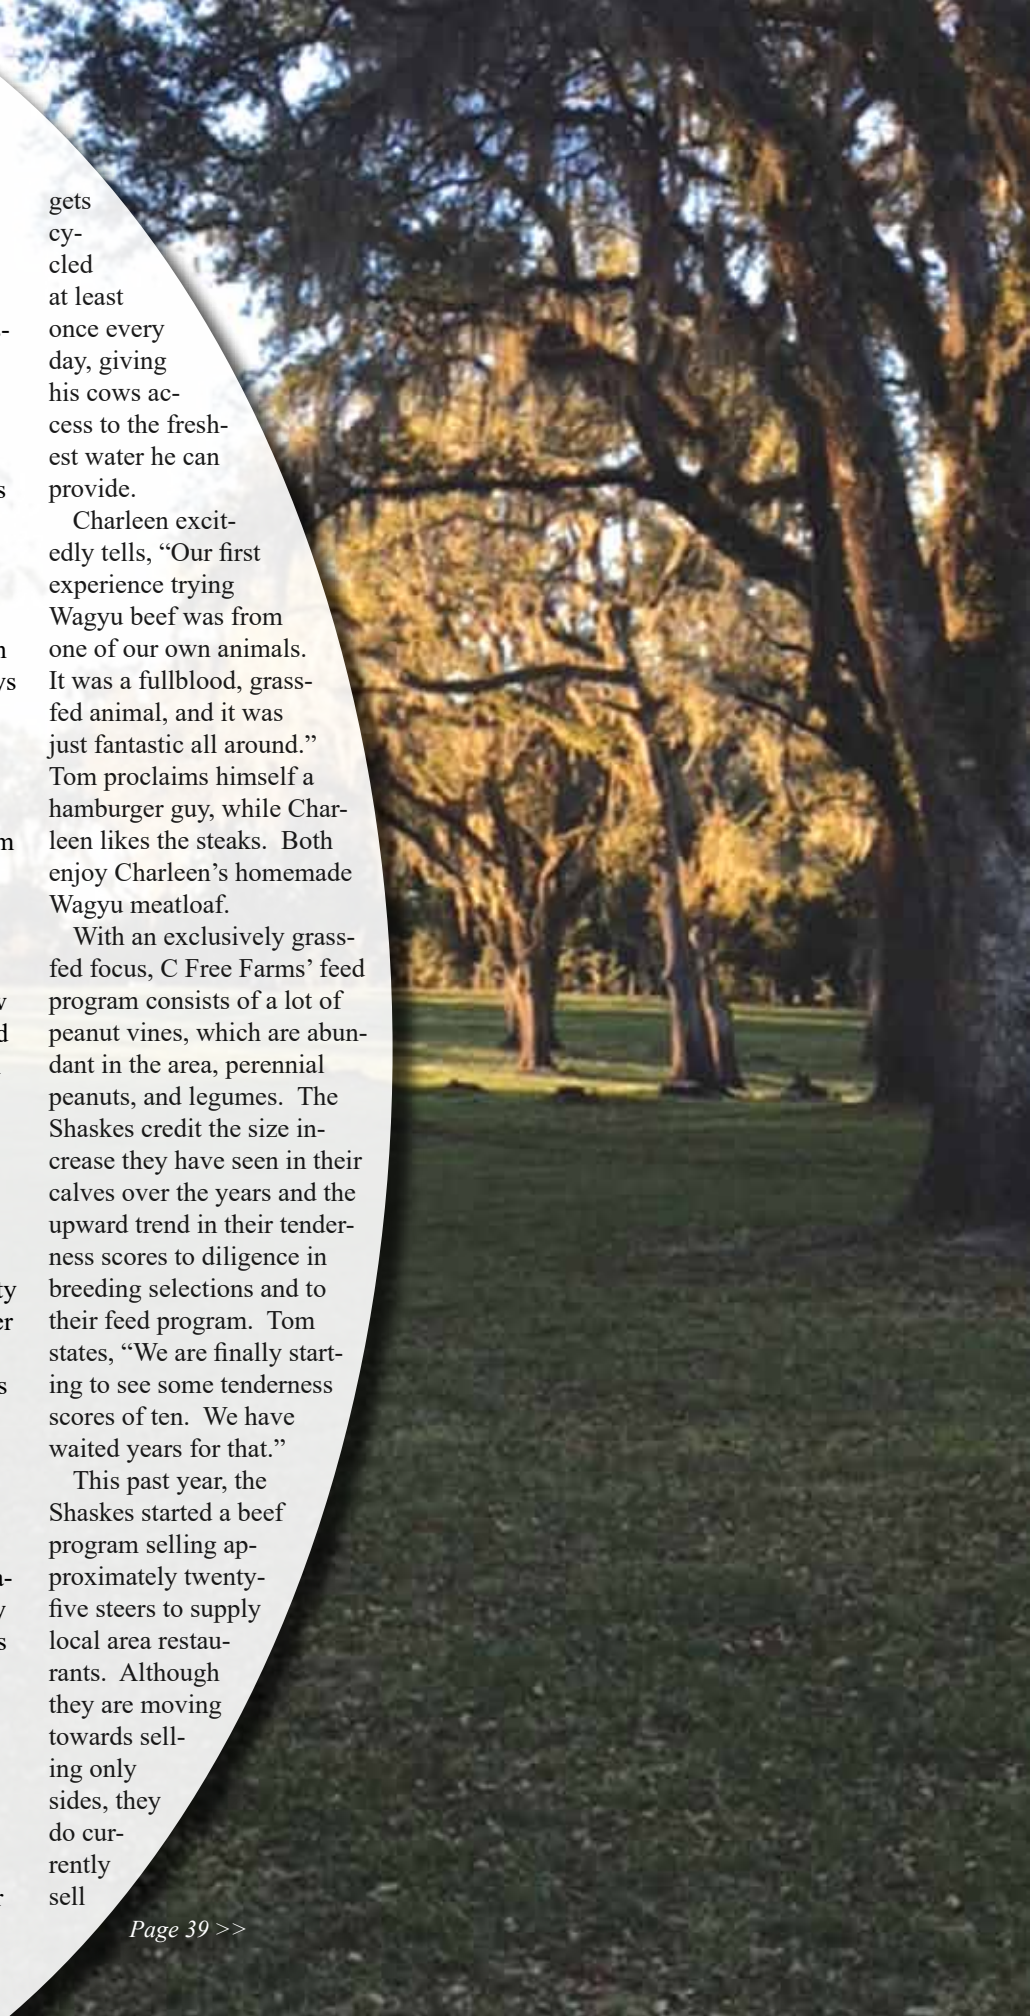 gets
cy-
cled
at least
once every
day, giving
his cows ac-
cess to the fresh-
est water he can
provide.
Charleen excit-
edly tells, “Our first
experience trying
Wagyu beef was from
one of our own animals.
It was a fullblood, grass-
fed animal, and it was
just fantastic all around.”
Tom proclaims himself a
hamburger guy, while Char-
leen likes the steaks.  Both
enjoy Charleen’s homemade
Wagyu meatloaf.
With an exclusively grass-
fed focus, C Free Farms’ feed
program consists of a lot of
peanut vines, which are abun-
dant in the area, perennial
peanuts, and legumes.  The
Shaskes credit the size in-
crease they have seen in their
calves over the years and the
upward trend in their tender-
ness scores to diligence in
breeding selections and to
their feed program.  Tom
states, “We are finally start-
ing to see some tenderness
scores of ten.  We have
waited years for that.”
This past year, the
Shaskes started a beef
program selling ap-
proximately twenty-
five steers to supply
local area restau-
rants.  Although
they are moving
towards sell-
ing only
sides, they
do cur-
rently
sell
Page 39 >>